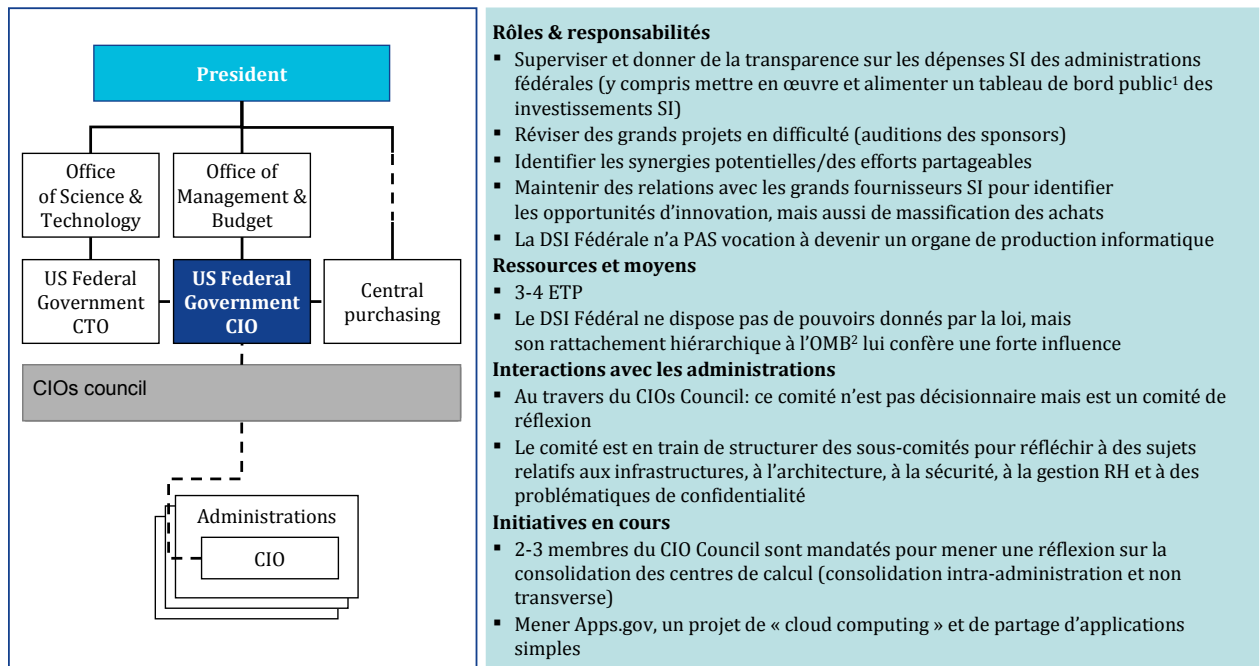 President
Office
of Science &
Technology
Office of
Management &
Budget
US Federal
Government
CTO
US Federal
Government
CIO
Central
purchasing
CIOs council
Administrations
CIO
Rôles & responsabilités
▪ Superviser et donner de la transparence sur les dépenses SI des administrations
fédérales (y compris mettre en œuvre et alimenter un tableau de bord public¹ des
investissements SI)
▪ Réviser des grands projets en difficulté (auditions des sponsors)
▪ Identifier les synergies potentielles/des efforts partageables
▪ Maintenir des relations avec les grands fournisseurs SI pour identifier
les opportunités d’innovation, mais aussi de massification des achats
▪ La DSI Fédérale n’a PAS vocation à devenir un organe de production informatique
Ressources et moyens
▪ 3-4 ETP
▪ Le DSI Fédéral ne dispose pas de pouvoirs donnés par la loi, mais
son rattachement hiérarchique à l’OMB² lui confère une forte influence
Interactions avec les administrations
▪ Au travers du CIOs Council: ce comité n’est pas décisionnaire mais est un comité de
réflexion
▪ Le comité est en train de structurer des sous-comités pour réfléchir à des sujets
relatifs aux infrastructures, à l’architecture, à la sécurité, à la gestion RH et à des
problématiques de confidentialité
Initiatives en cours
▪ 2-3 membres du CIO Council sont mandatés pour mener une réflexion sur la
consolidation des centres de calcul (consolidation intra-administration et non
transverse)
▪ Mener Apps.gov, un projet de « cloud computing » et de partage d’applications
simples